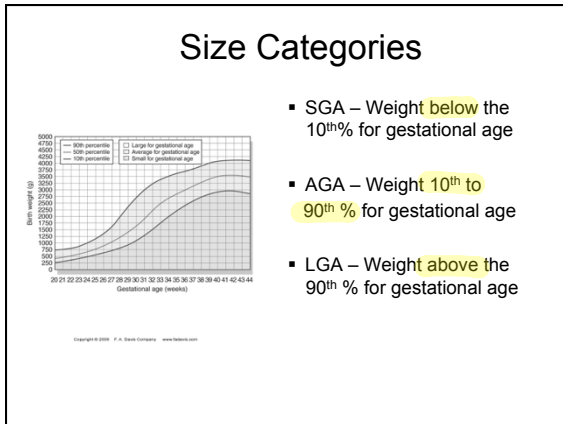 Size Categories
▪ SGA – Weight below the
10th% for gestational age
▪ AGA – Weight 10th to
90th % for gestational age
▪ LGA – Weight above the
90th % for gestational age
5000
4750
4500
4250
4000
3750
3500
3250
3000
2750
2500
2250
2000
1750
1500
1250
1000
750
500
250
0
Birth weight (g)
90th percentile
50th percentile
10th percentile
Large for gestational age
Average for gestational age
Small for gestational age
20 21 22 23 24 25 26 27 28 29 30 31 32 33 34 35 36 37 38 39 40 41 42 43 44
Gestational age (weeks)
Copyright © 2009 F. A. Davis Company www.fadavis.com